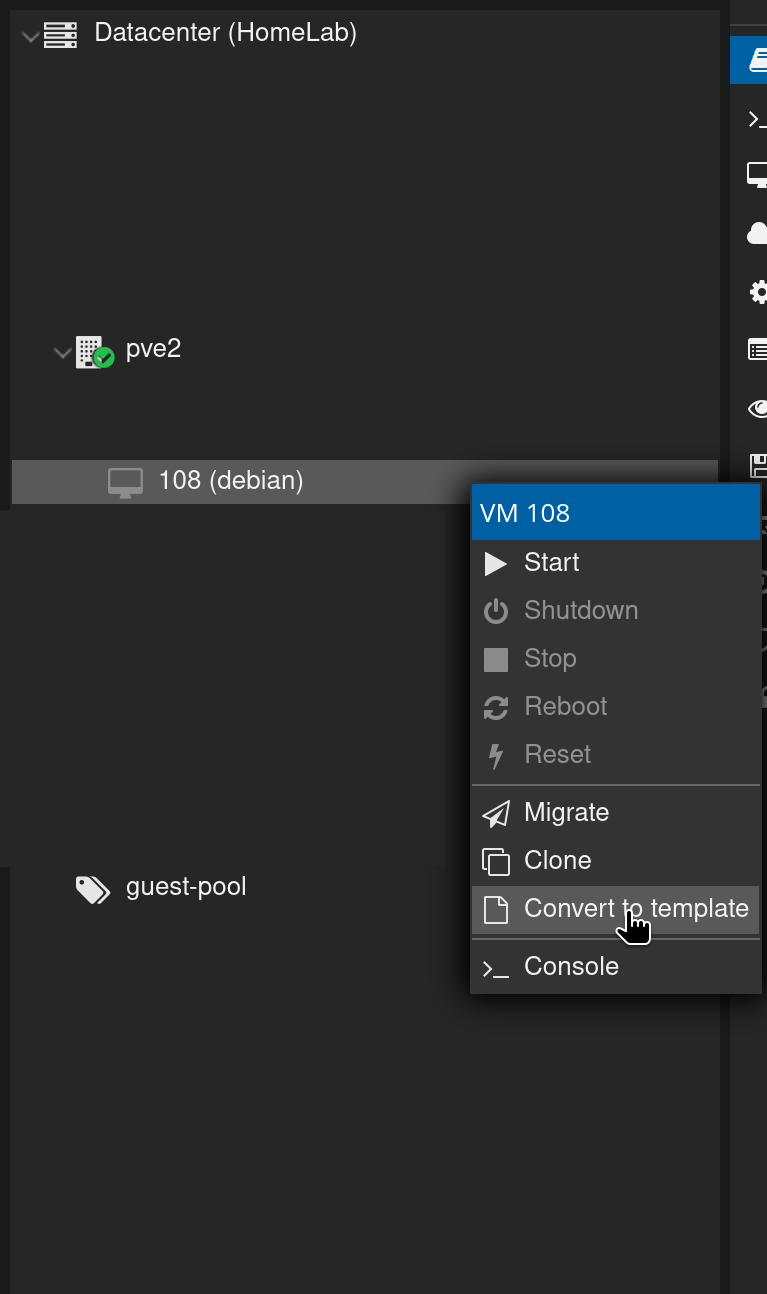 Datacenter (HomeLab)
pve2
108 (debian)
VM 108
Start
Shutdown
Stop
Reboot
Reset
Migrate
Clone
Convert to template
Console
guest-pool